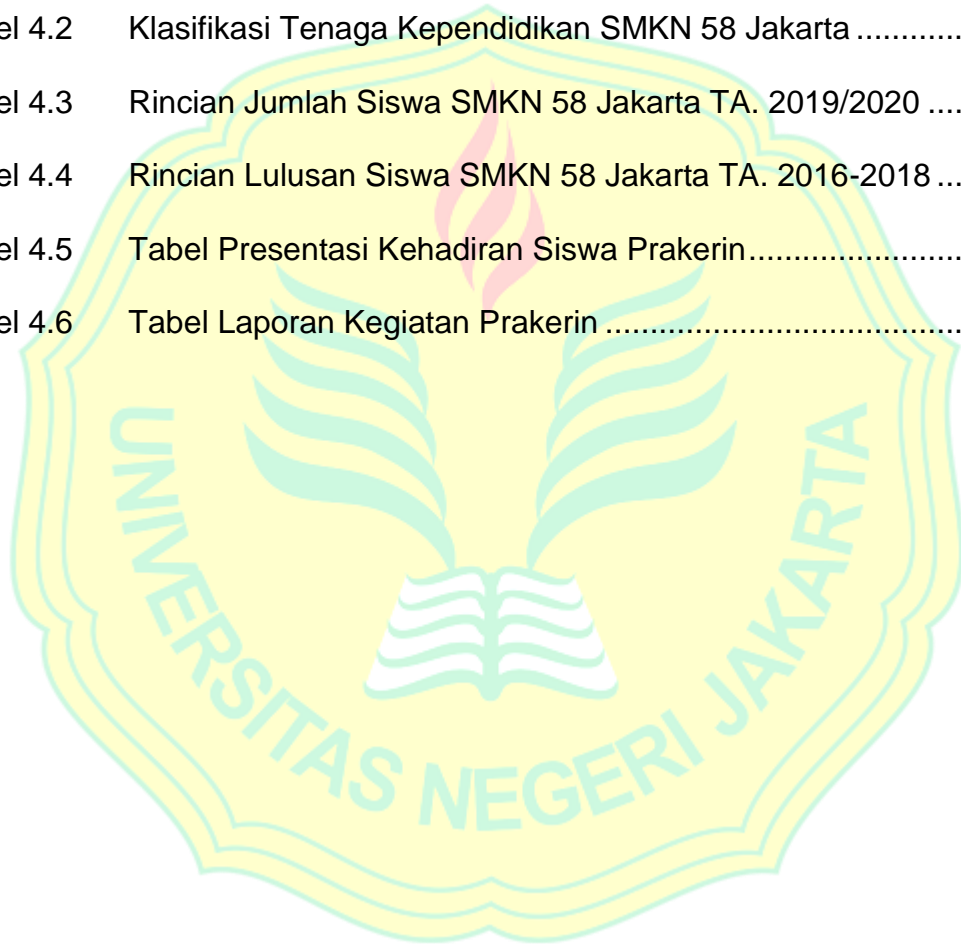 el 4.2 Klasifikasi Tenaga Kependidikan SMKN 58 Jakarta ............
el 4.3 Rincian Jumlah Siswa SMKN 58 Jakarta TA. 2019/2020 ....
el 4.4 Rincian Lulusan Siswa SMKN 58 Jakarta TA. 2016-2018 ...
el 4.5 Tabel Presentasi Kehadiran Siswa Prakerin.......................
el 4.6 Tabel Laporan Kegiatan Prakerin .......................................
UNIVERSITAS NEGERI JAKARTA